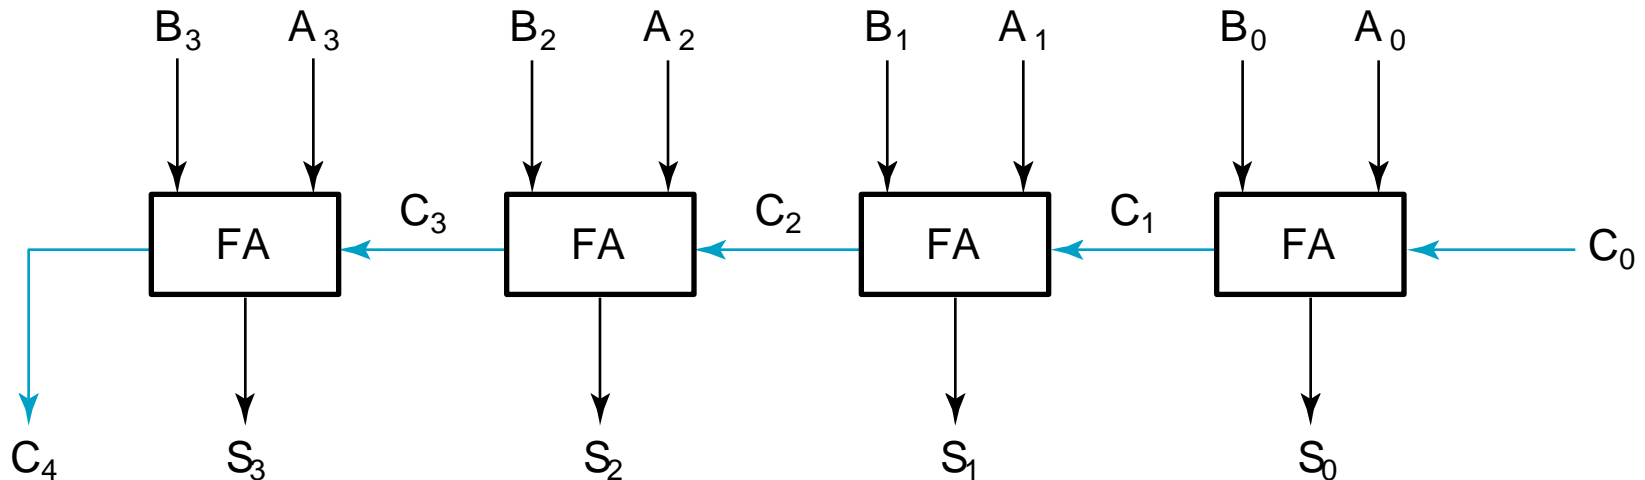 B₃ A₃ B₂ A₂ B₁ A₁ B₀ A₀
C₃ C₂ C₁
FA FA FA FA C₀
C₄ S₃ S₂ S₁ S₀